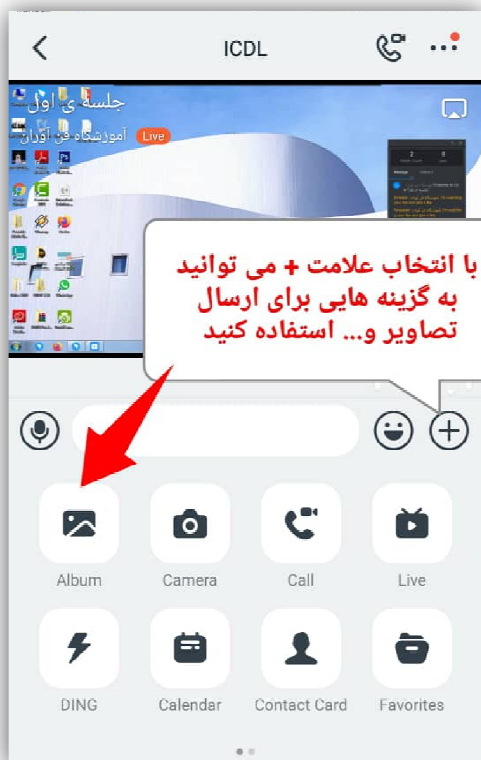 ICDL
جلسه ی اول
آموزشگاه فن آوران
Live
با انتخاب علامت + می توانید
به گزینه هایی برای ارسال
تصاویر و... استفاده کنید
Album
Camera
Call
Live
DING
Calendar
Contact Card
Favorites